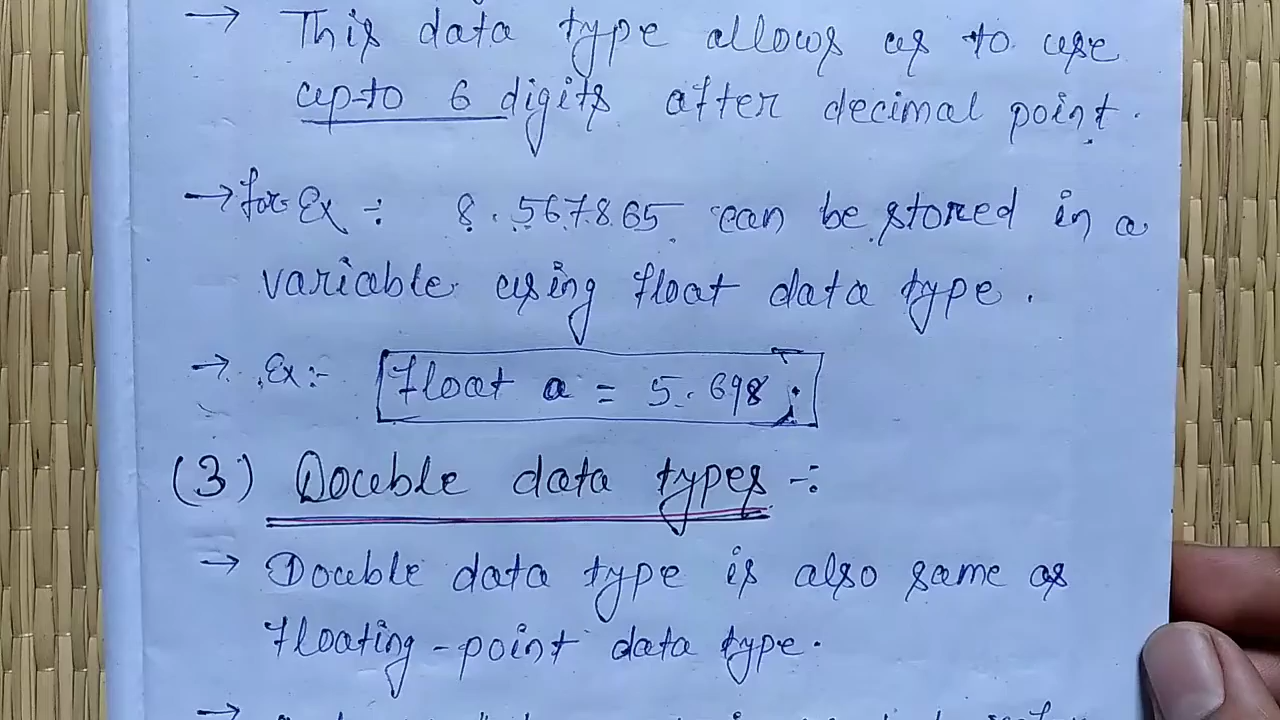 → This data type allows us to use
upto 6 digits after decimal point.
→ for Ex :- 8.567865 can be stored in a
variable using float data type.
→ Ex:- float a = 5.698;
(3) Double data types -:
→ Double data type is also same as
floating-point data type.
→